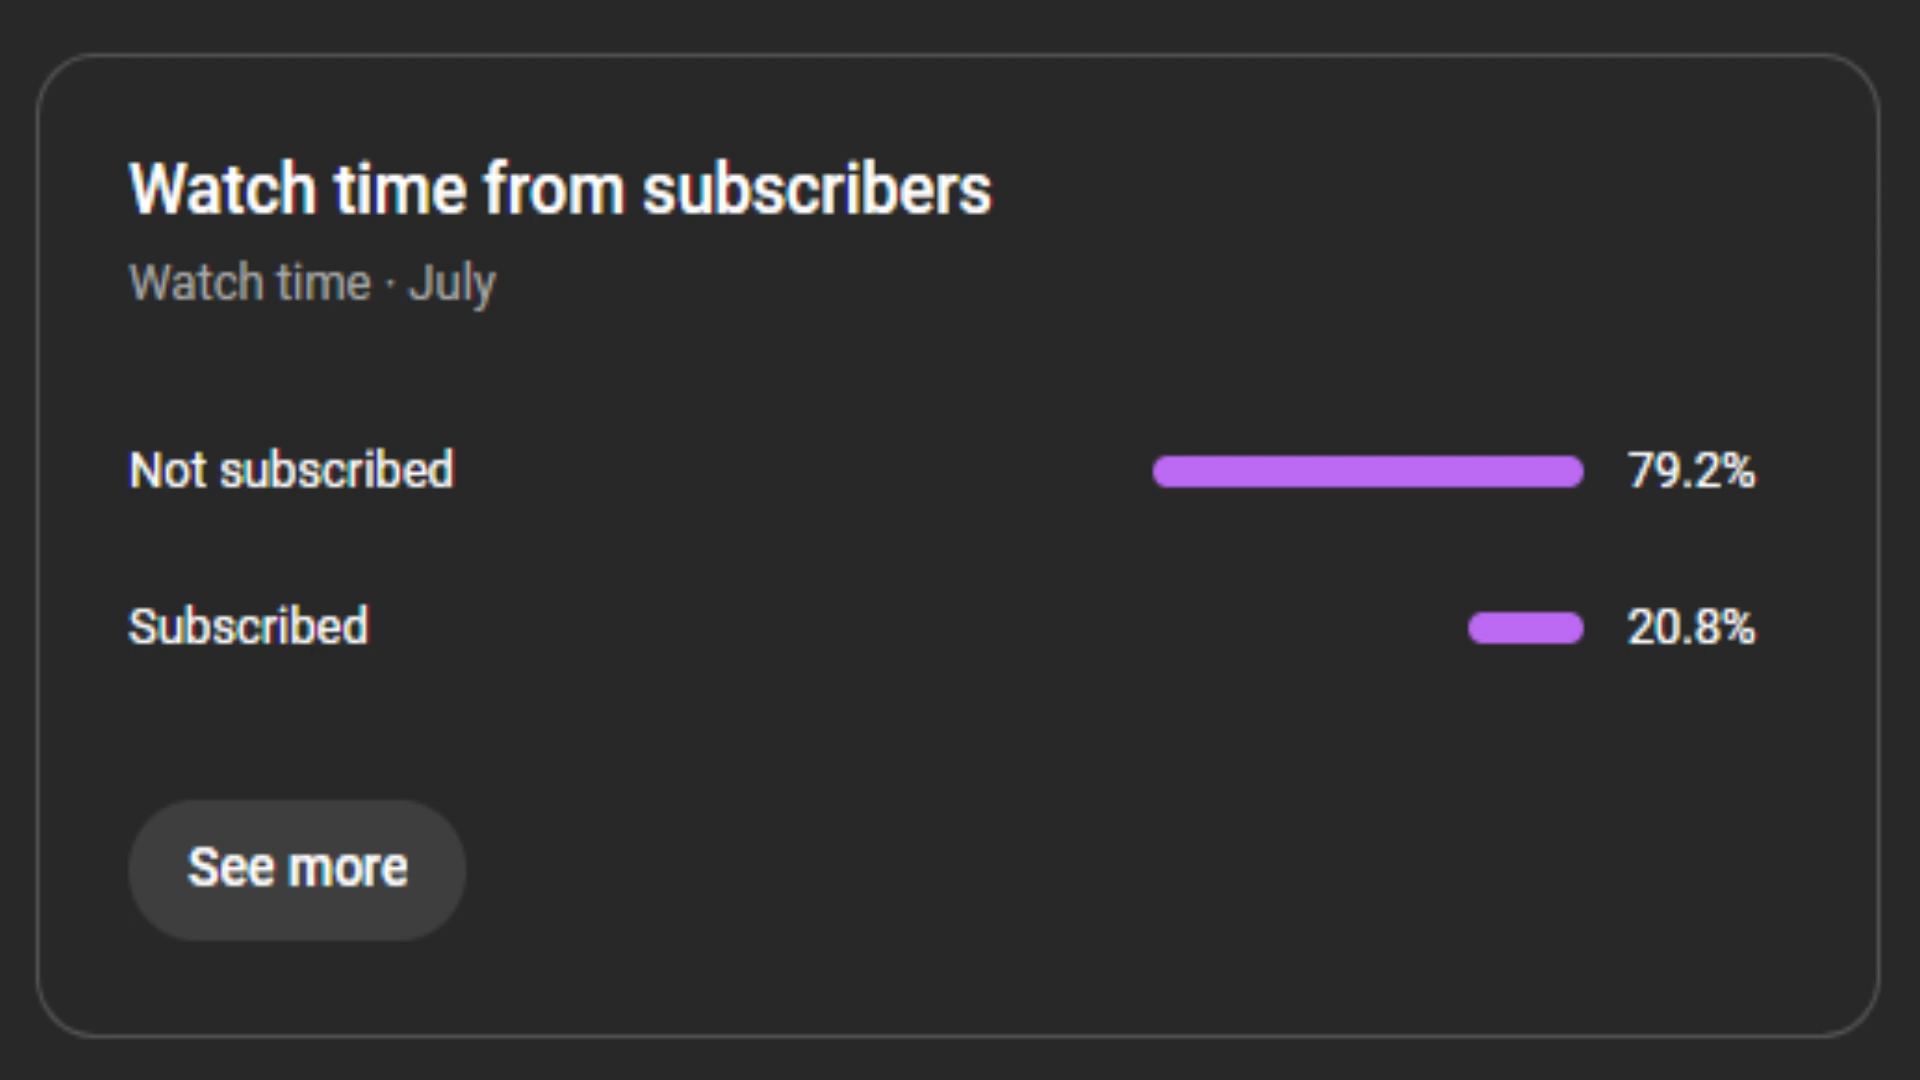 Watch time from subscribers
Watch time · July
Not subscribed 79.2%
Subscribed 20.8%
See more